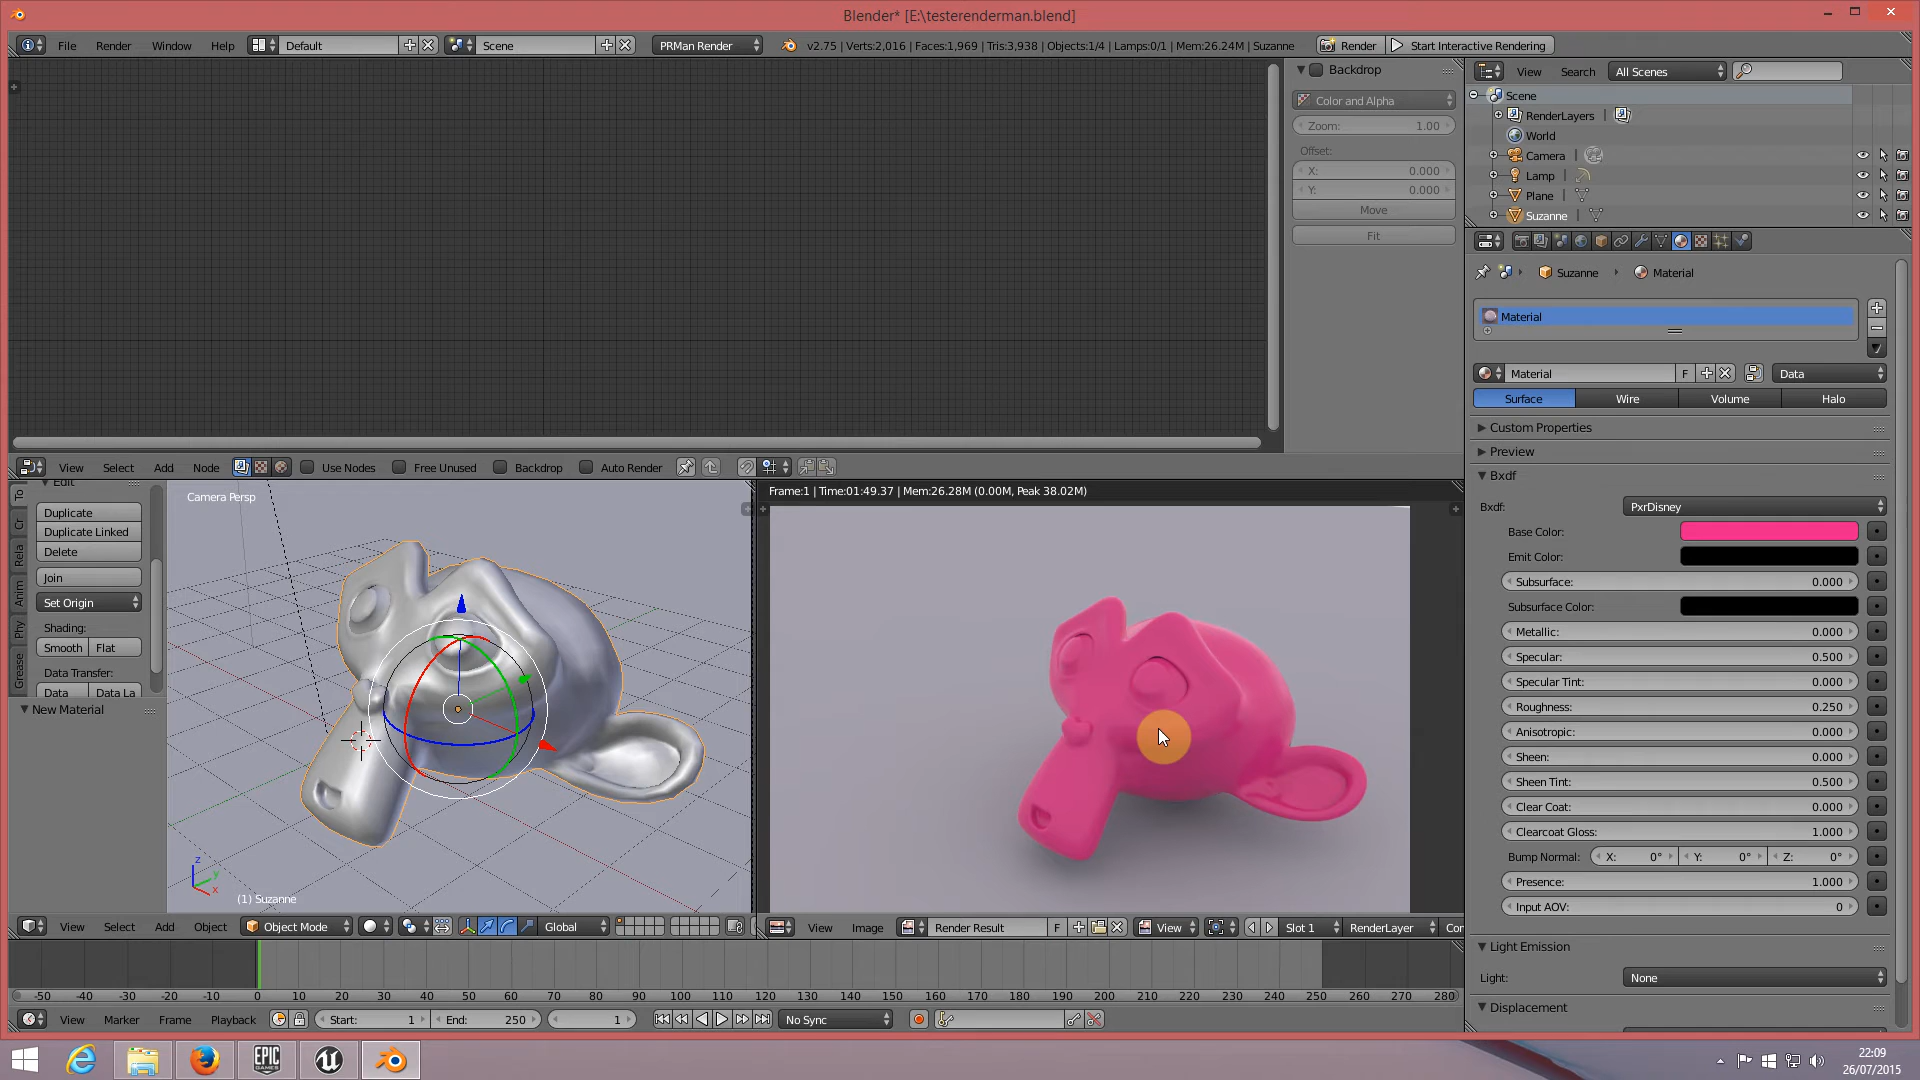 Blender* [E:\testerenderman.blend]
File Render Window Help Default Scene PRMan Render v2.75 | Verts:2,016 | Faces:1,969 | Tris:3,938 | Objects:1/4 | Lamps:0/1 | Mem:26.24M | Suzanne Render Start Interactive Rendering
Backdrop
Color and Alpha
Zoom: 1.00
Offset:
X: 0.000
Y: 0.000
Move
Fit
View Search All Scenes
Scene
RenderLayers
World
Camera
Lamp
Plane
Suzanne
Suzanne Material
Material
Material F Data
Surface Wire Volume Halo
Custom Properties
Preview
Bxdf
Bxdf: PxrDisney
Base Color:
Emit Color:
Subsurface: 0.000
Subsurface Color:
Metallic: 0.000
Specular: 0.500
Specular Tint: 0.000
Roughness: 0.250
Anisotropic: 0.000
Sheen: 0.000
Sheen Tint: 0.500
Clear Coat: 0.000
Clearcoat Gloss: 1.000
Bump Normal: X: 0° Y: 0° Z: 0°
Presence: 1.000
Input AOV: 0
Light Emission
Light: None
Displacement
View Select Add Node Use Nodes Free Unused Backdrop Auto Render
To
Cr
Rela
Anim
Phy
Grease
Edit
Duplicate
Duplicate Linked
Delete
Join
Set Origin
Shading:
Smooth Flat
Data Transfer:
Data Data La
New Material
Camera Persp
z
y
x
(1) Suzanne
View Select Add Object Object Mode Global
Frame:1 | Time:01:49.37 | Mem:26.28M (0.00M, Peak 38.02M)
View Image Render Result F View Slot 1 RenderLayer Cor
-50 -40 -30 -20 -10 0 10 20 30 40 50 60 70 80 90 100 110 120 130 140 150 160 170 180 190 200 210 220 230 240 250 260 270 280
View Marker Frame Playback Start: 1 End: 250 1 No Sync
EPIC
GAMES
22:09
26/07/2015